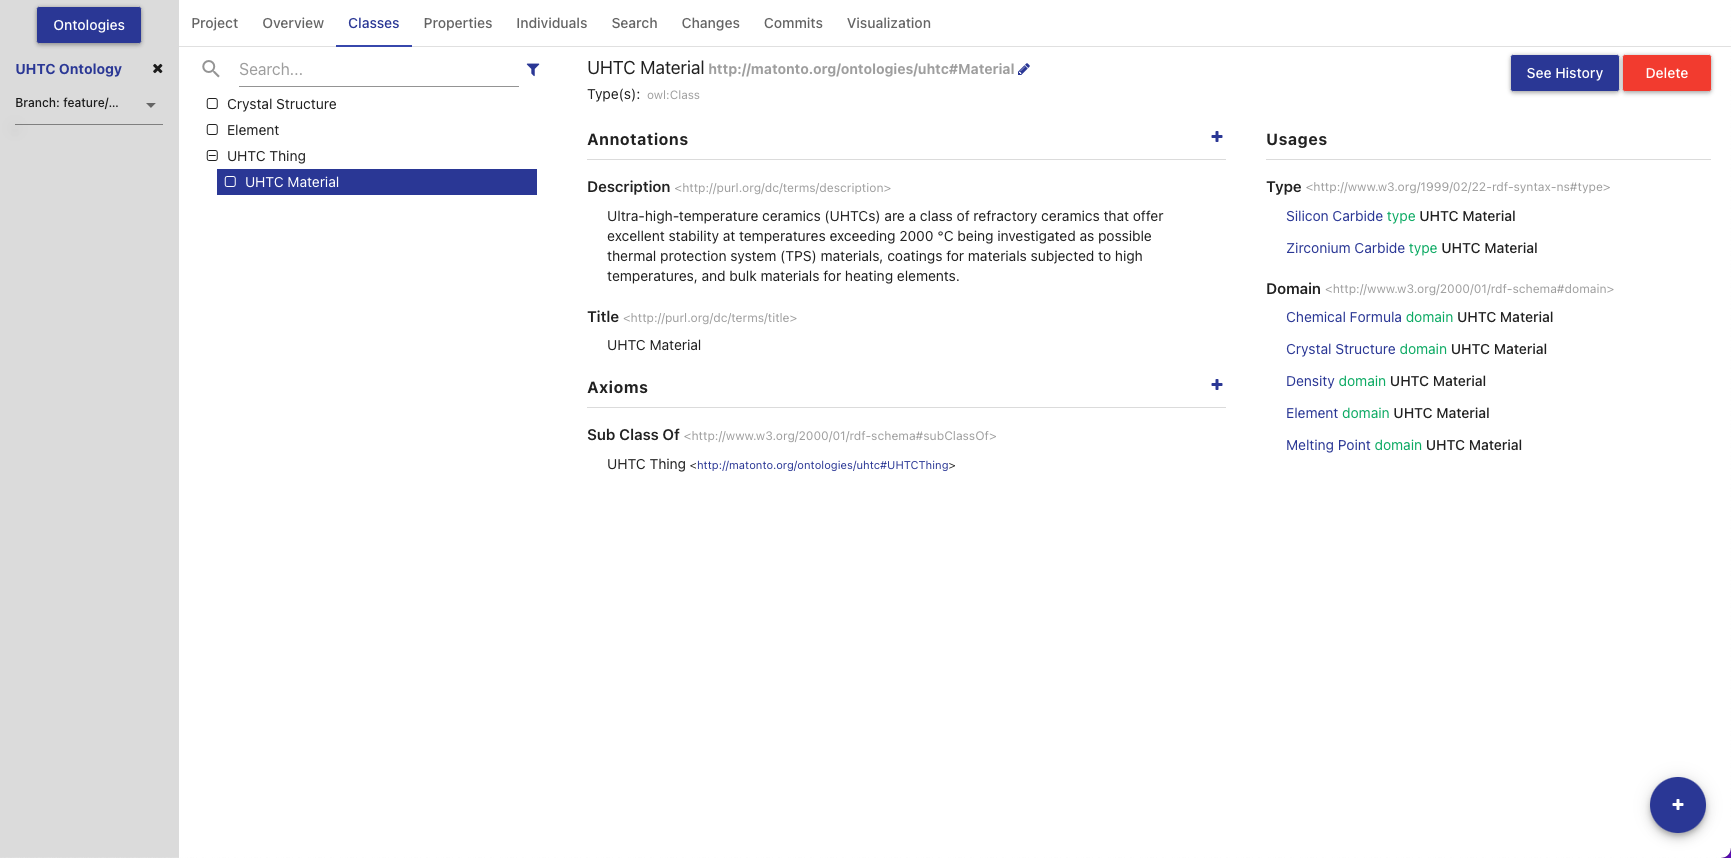 Ontologies
UHTC Ontology
Branch: feature/...
Project Overview Classes Properties Individuals Search Changes Commits Visualization
Search...
Crystal Structure
Element
UHTC Thing
UHTC Material
UHTC Material http://matonto.org/ontologies/uhtc#Material
Type(s): owl:Class
See History
Delete
Annotations
Description <http://purl.org/dc/terms/description>
Ultra-high-temperature ceramics (UHTCs) are a class of refractory ceramics that offer
excellent stability at temperatures exceeding 2000 °C being investigated as possible
thermal protection system (TPS) materials, coatings for materials subjected to high
temperatures, and bulk materials for heating elements.
Title <http://purl.org/dc/terms/title>
UHTC Material
Axioms
Sub Class Of <http://www.w3.org/2000/01/rdf-schema#subClassOf>
UHTC Thing <http://matonto.org/ontologies/uhtc#UHTCThing>
Usages
Type <http://www.w3.org/1999/02/22-rdf-syntax-ns#type>
Silicon Carbide type UHTC Material
Zirconium Carbide type UHTC Material
Domain <http://www.w3.org/2000/01/rdf-schema#domain>
Chemical Formula domain UHTC Material
Crystal Structure domain UHTC Material
Density domain UHTC Material
Element domain UHTC Material
Melting Point domain UHTC Material